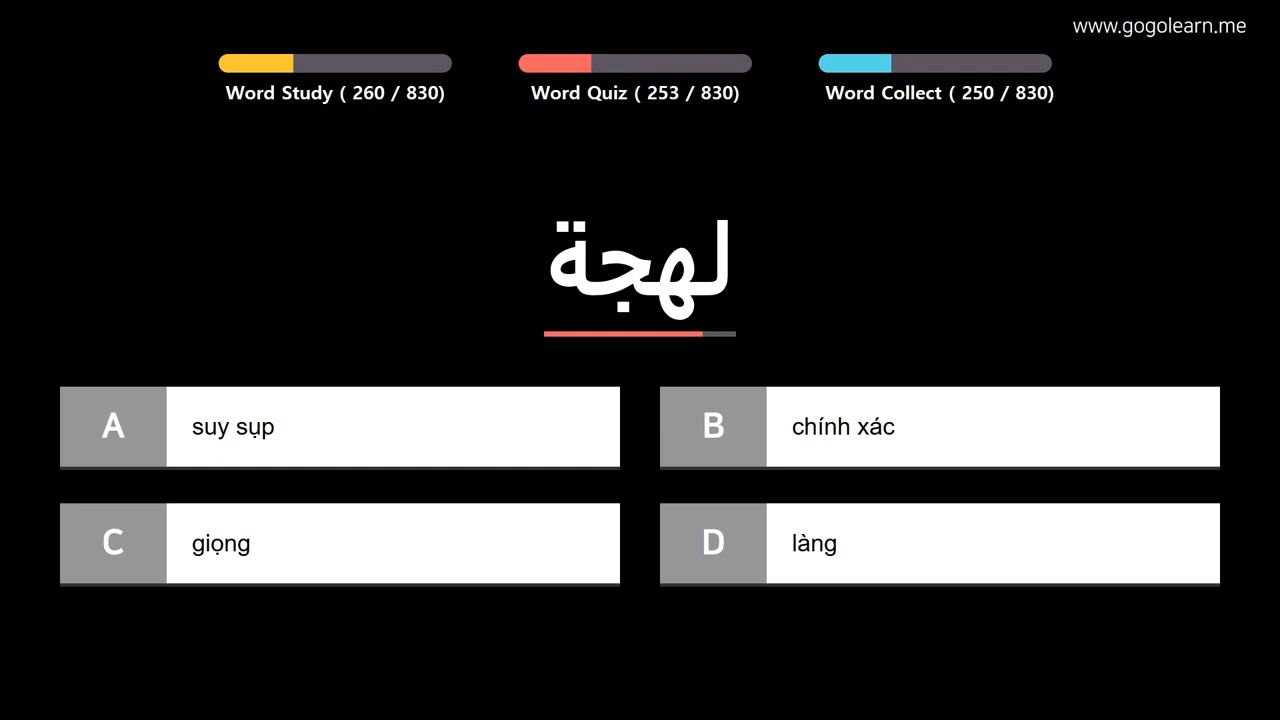 www.gogolearn.me
Word Study ( 260 / 830)
Word Quiz ( 253 / 830)
Word Collect ( 250 / 830)
لهجة
A suy sụp
B chính xác
C giọng
D làng